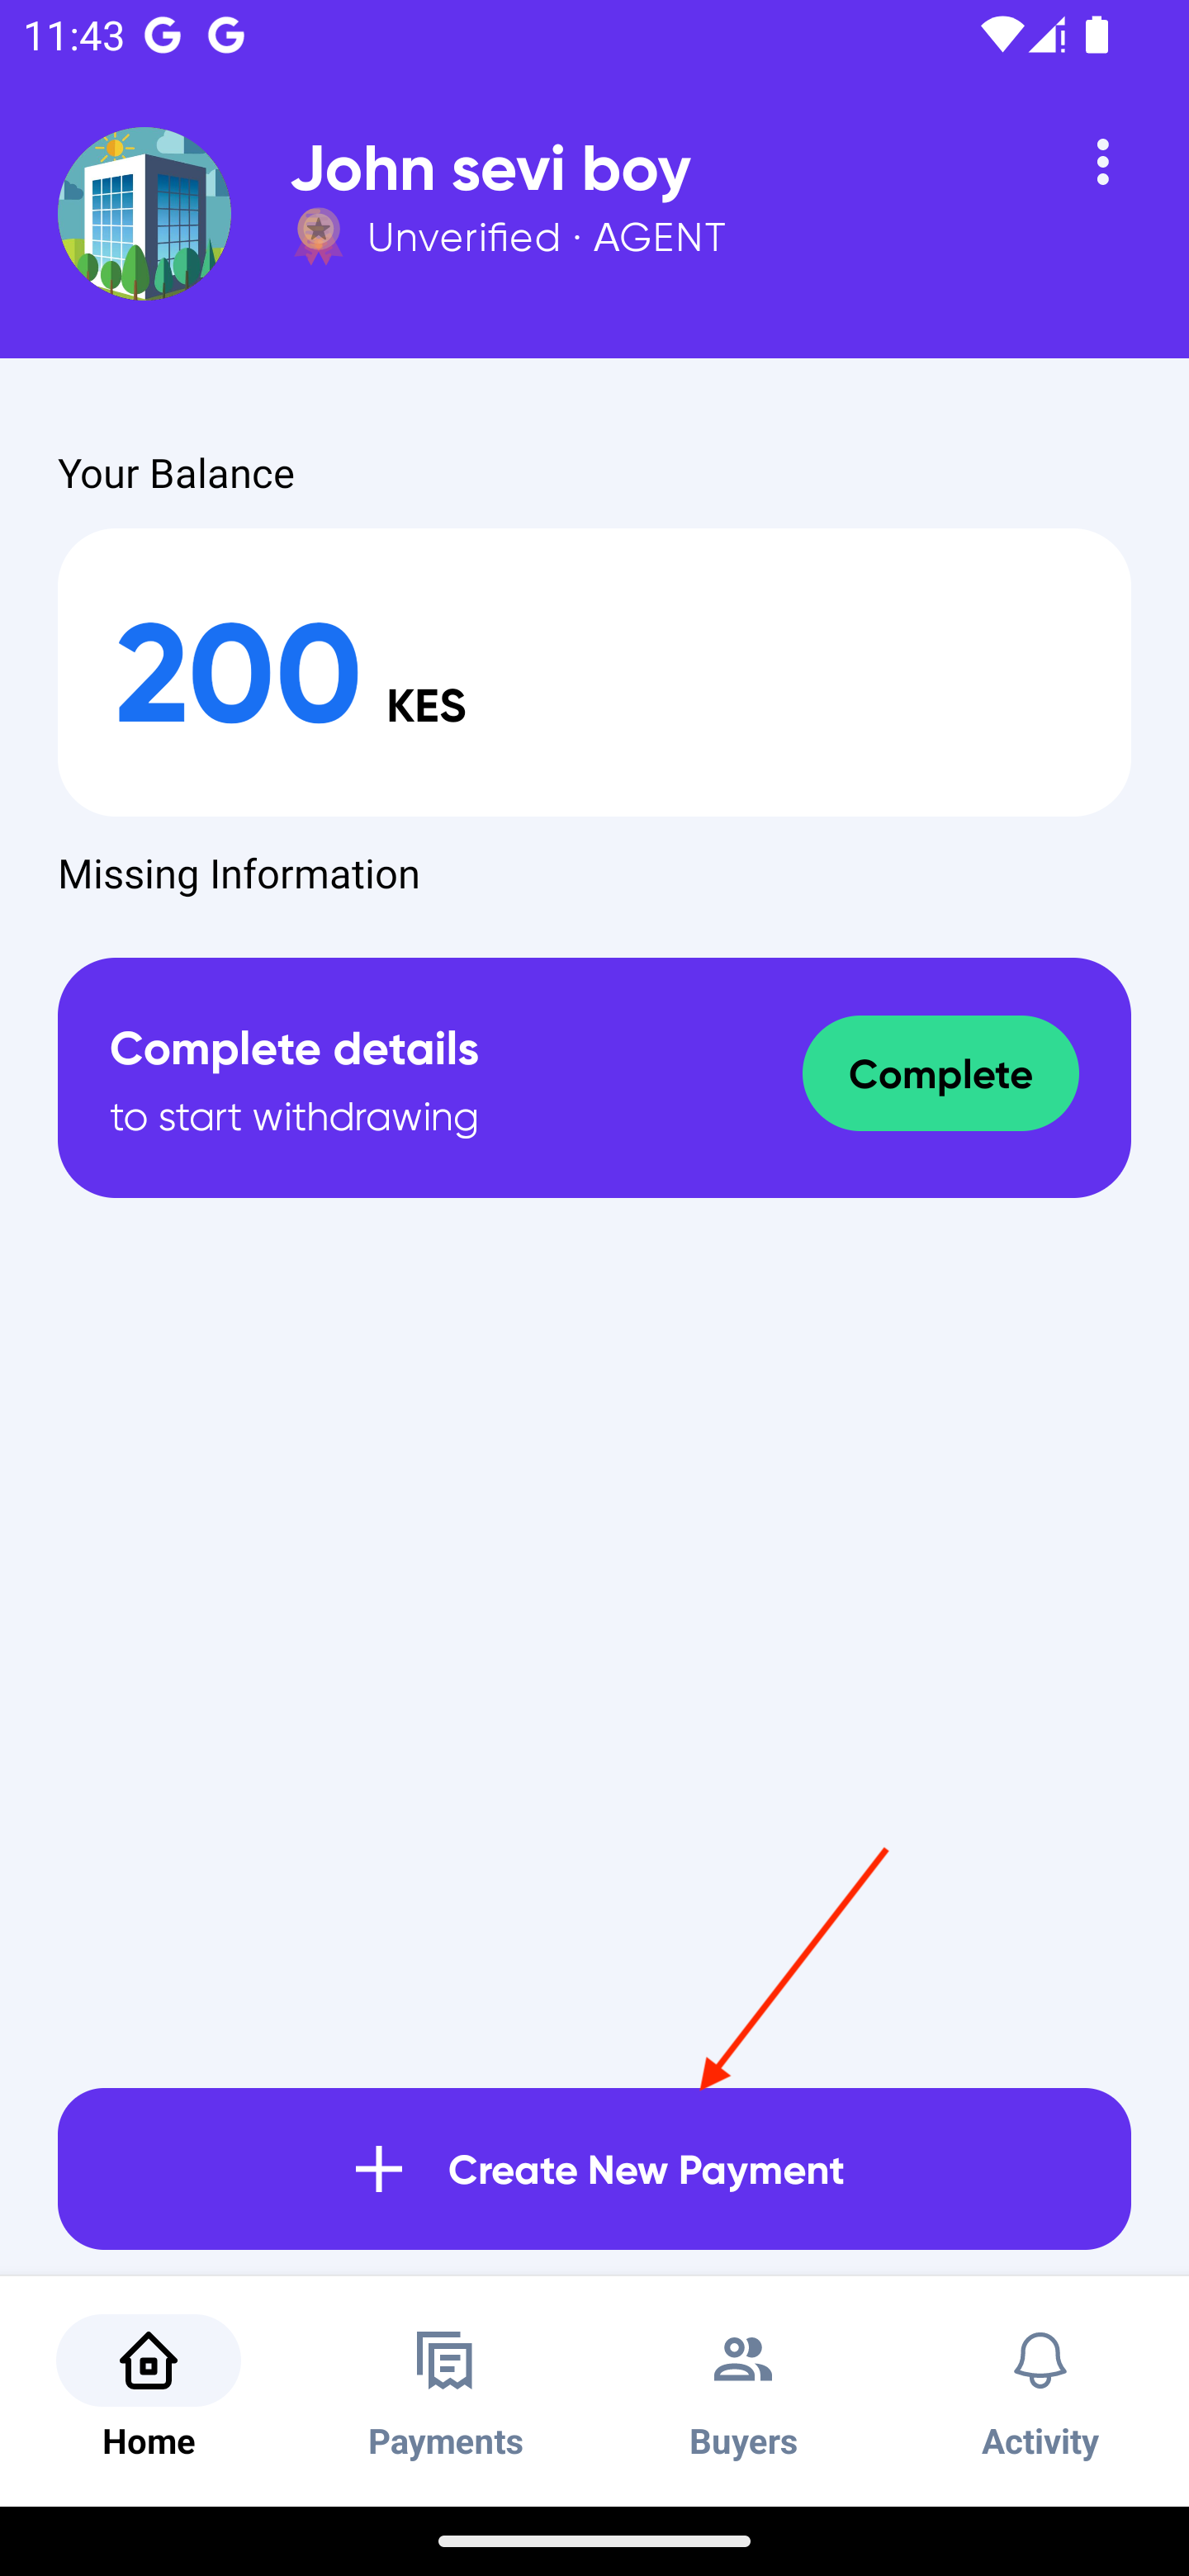 11:43 G G
John sevi boy
Unverified · AGENT
Your Balance
200 KES
Missing Information
Complete details
to start withdrawing
Complete
Create New Payment
Home
Payments
Buyers
Activity